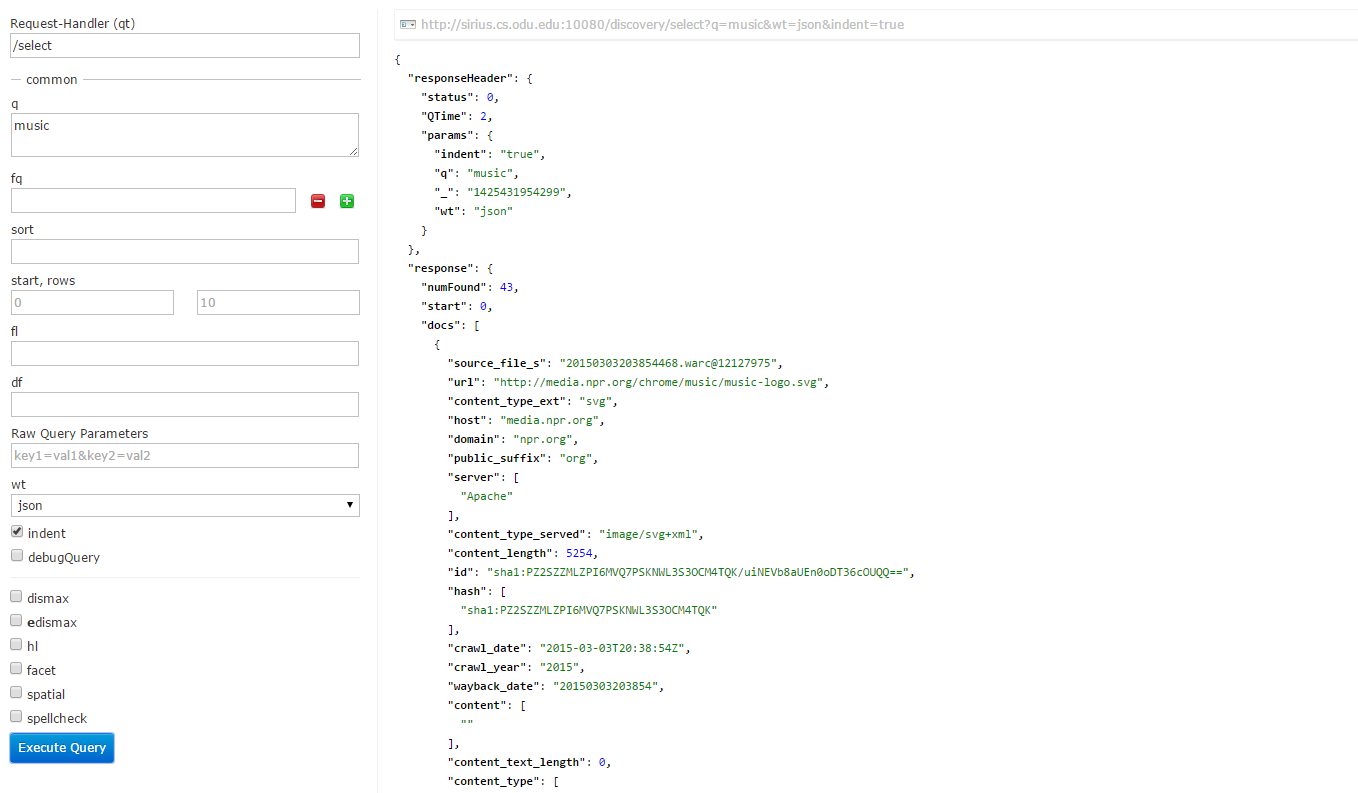 Request-Handler (qt)
/select
common
q
music
fq
sort
start, rows
0 10
fl
df
Raw Query Parameters
key1=val1&key2=val2
wt
json
indent
debugQuery
dismax
edismax
hl
facet
spatial
spellcheck
Execute Query
http://sirius.cs.odu.edu:10080/discovery/select?q=music&wt=json&indent=true
{
"responseHeader": {
"status": 0,
"QTime": 2,
"params": {
"indent": "true",
"q": "music",
"_": "1425431954299",
"wt": "json"
}
},
"response": {
"numFound": 43,
"start": 0,
"docs": [
{
"source_file_s": "20150303203854468.warc@12127975",
"url": "http://media.npr.org/chrome/music/music-logo.svg",
"content_type_ext": "svg",
"host": "media.npr.org",
"domain": "npr.org",
"public_suffix": "org",
"server": [
"Apache"
],
"content_type_served": "image/svg+xml",
"content_length": 5254,
"id": "sha1:PZ2SZZMLZPI6MVQ7PSKNWL3S3OCM4TQK/uiNEVb8aUEn0oDT36cOUQQ==",
"hash": [
"sha1:PZ2SZZMLZPI6MVQ7PSKNWL3S3OCM4TQK"
],
"crawl_date": "2015-03-03T20:38:54Z",
"crawl_year": "2015",
"wayback_date": "20150303203854",
"content": [
""
],
"content_text_length": 0,
"content_type": [